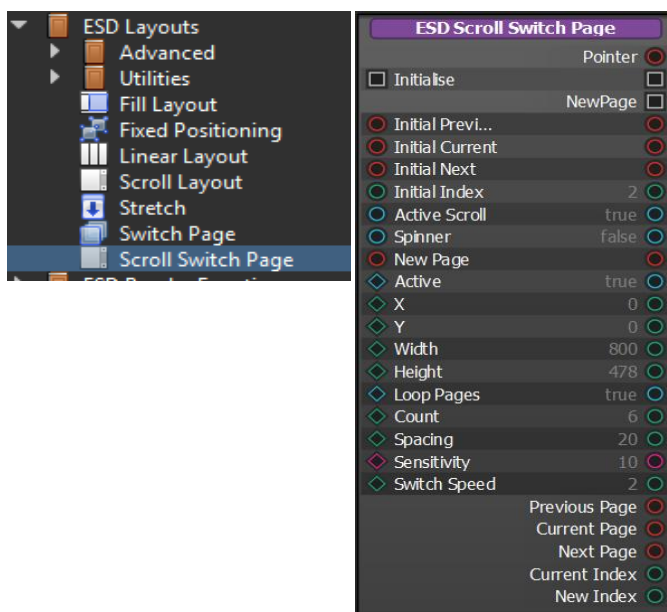 ESD Layouts
Advanced
Utilities
Fill Layout
Fixed Positioning
Linear Layout
Scroll Layout
Stretch
Switch Page
Scroll Switch Page
ESD Scroll Switch Page
Pointer
Initialise
NewPage
Initial Previ...
Initial Current
Initial Next
Initial Index 2
Active Scroll true
Spinner false
New Page
Active true
X 0
Y 0
Width 800
Height 478
Loop Pages true
Count 6
Spacing 20
Sensitivity 10
Switch Speed 2
Previous Page
Current Page
Next Page
Current Index
New Index